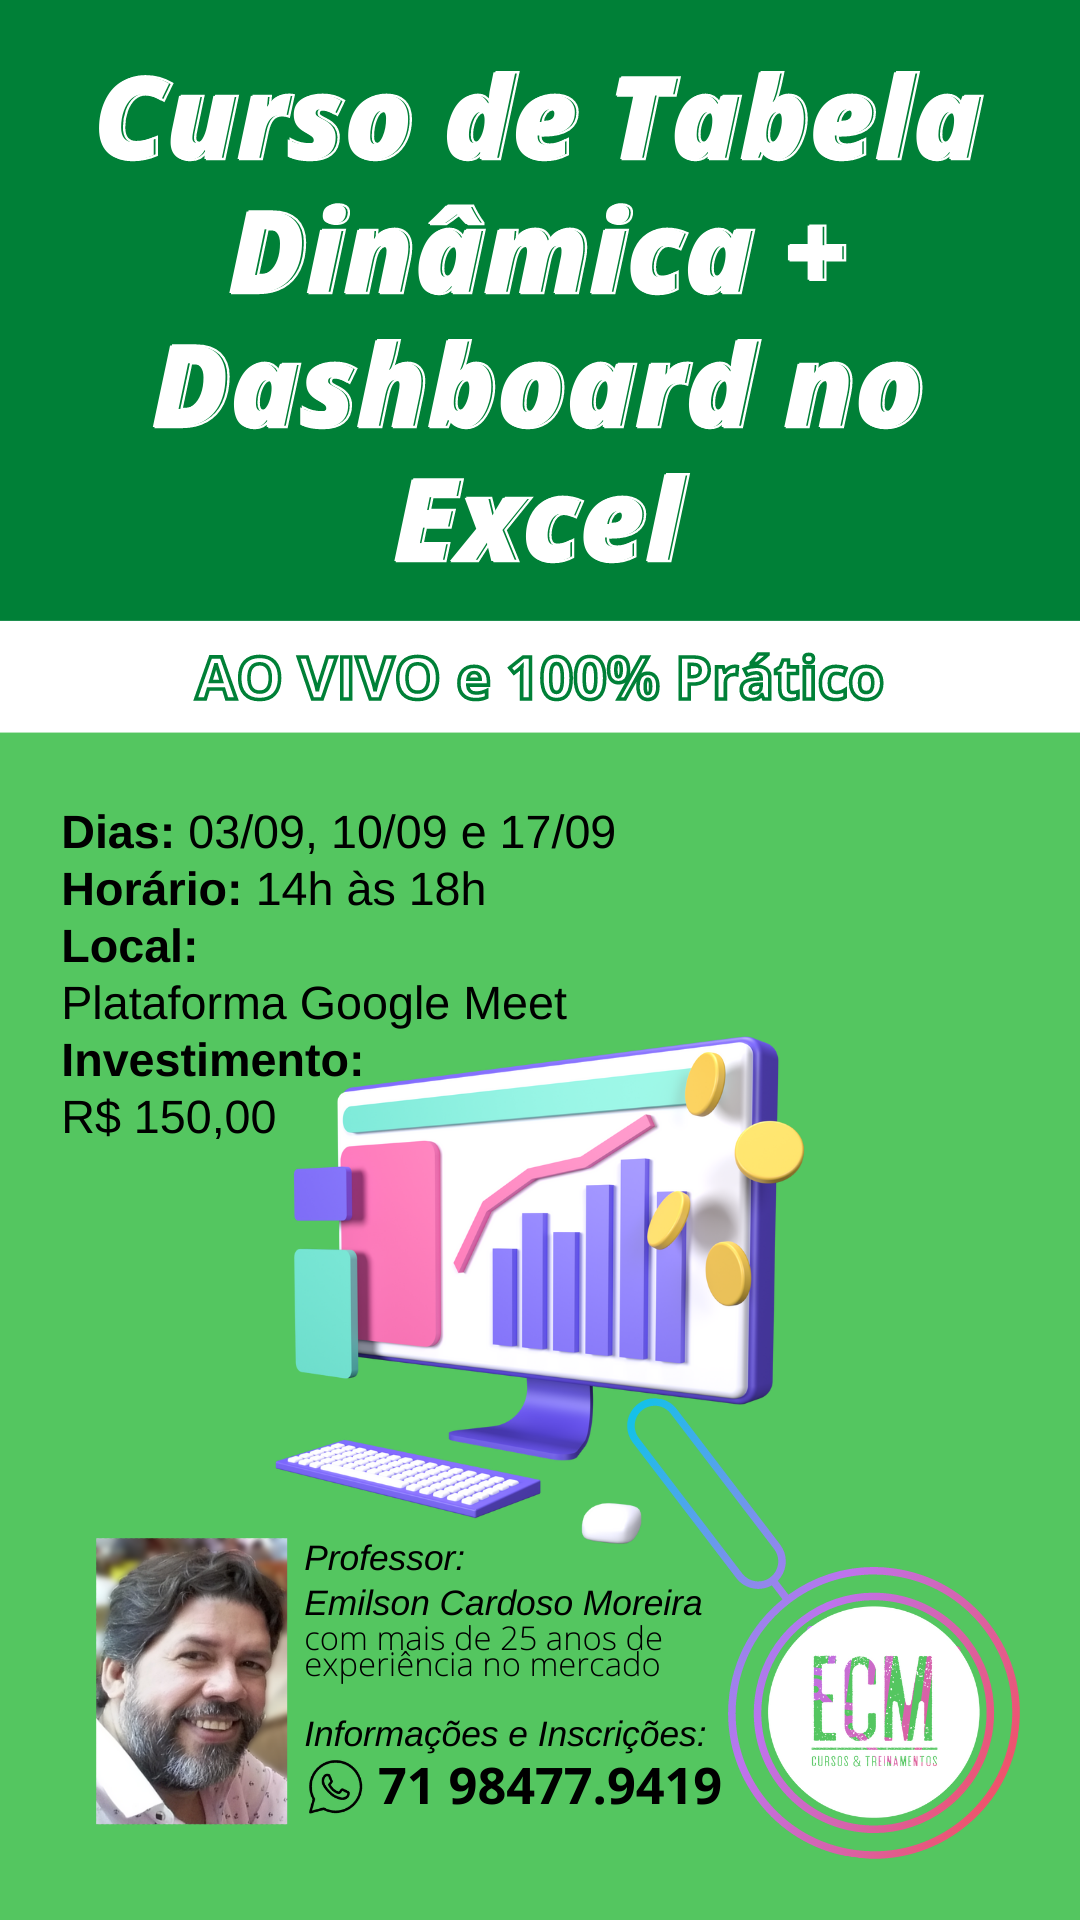 Curso de Tabela
Dinâmica +
Dashboard no
Excel
AO VIVO e 100% Prático
Dias: 03/09, 10/09 e 17/09
Horário: 14h às 18h
Local:
Plataforma Google Meet
Investimento:
R$ 150,00
Professor:
Emilson Cardoso Moreira
com mais de 25 anos de
experiência no mercado
Informações e Inscrições:
71 98477.9419
ECM
CURSOS & TREINAMENTOS